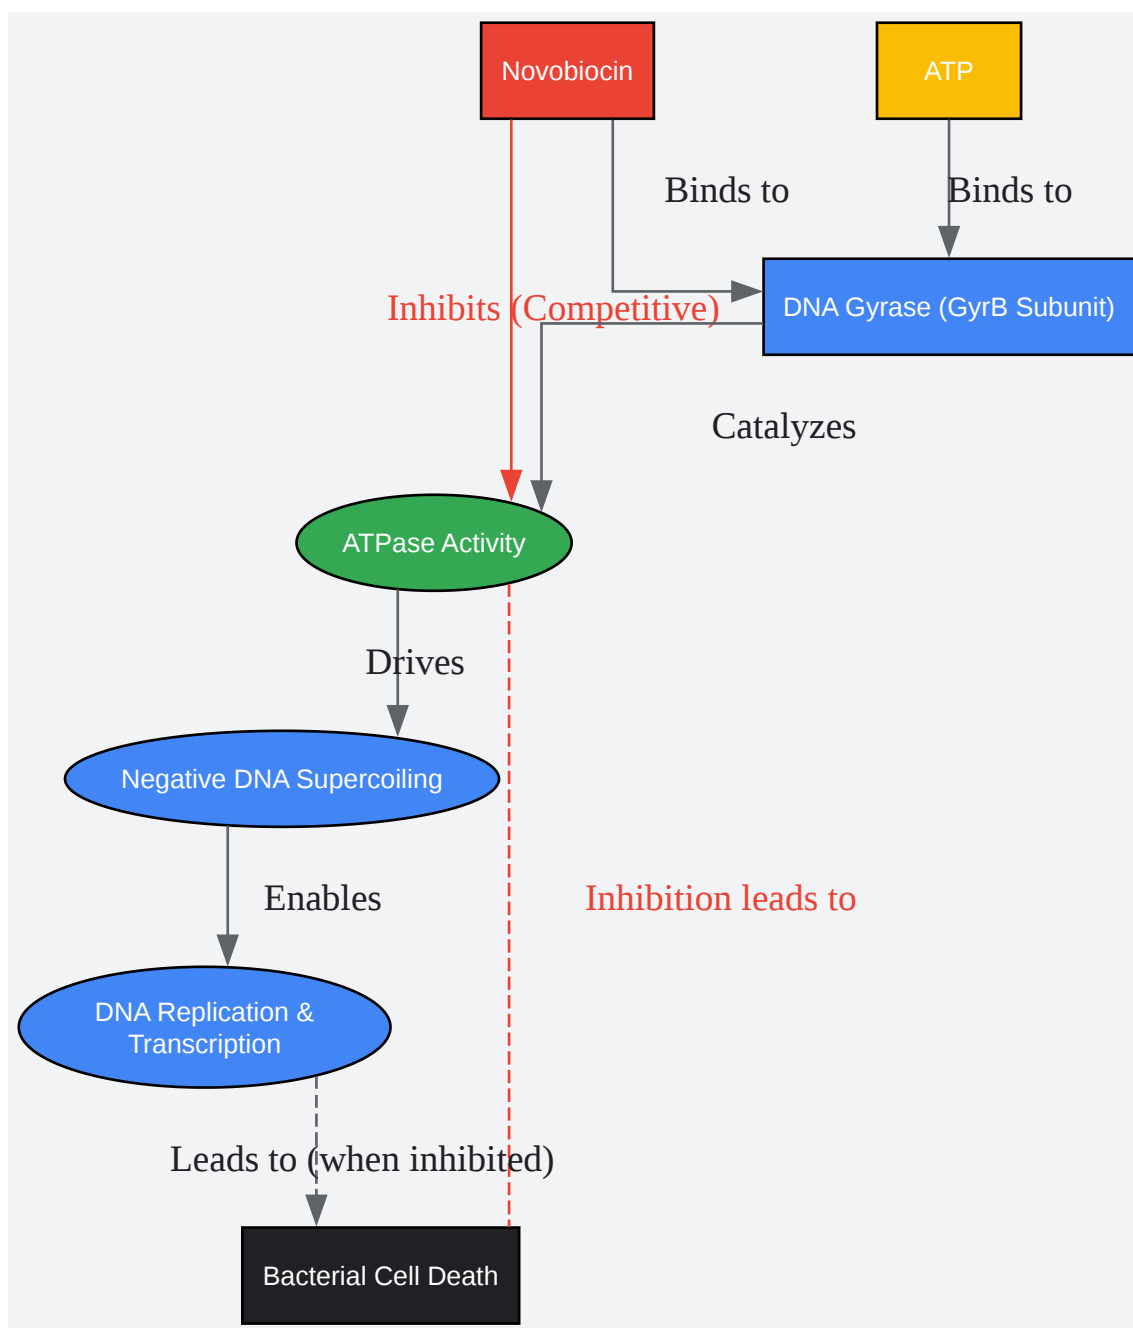 Novobiocin
ATP
Binds to
Binds to
Inhibits (Competitive)
DNA Gyrase (GyrB Subunit)
Catalyzes
ATPase Activity
Drives
Negative DNA Supercoiling
Enables
Inhibition leads to
DNA Replication &
Transcription
Leads to (when inhibited)
Bacterial Cell Death